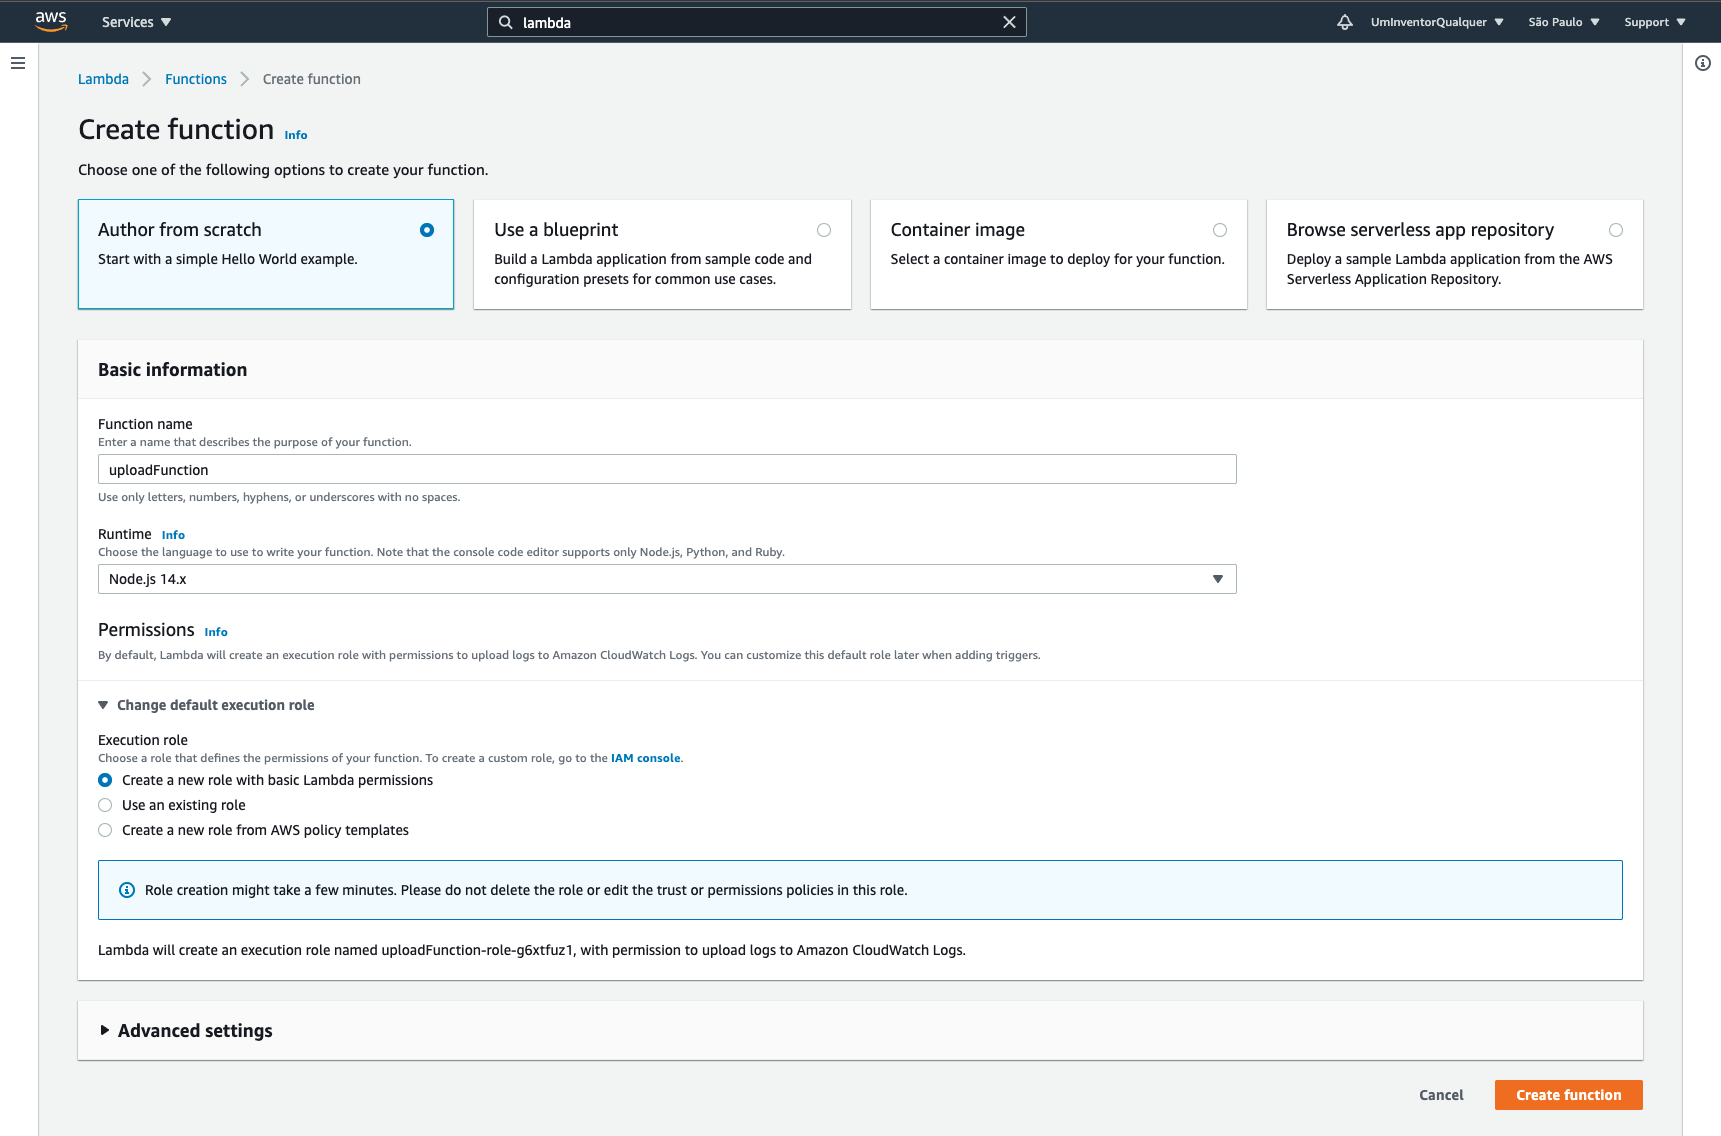 aws
Services
lambda
UmInventorQualquer
São Paulo
Support
Lambda
Functions
Create function
Create function Info
Choose one of the following options to create your function.
Author from scratch
Start with a simple Hello World example.
Use a blueprint
Build a Lambda application from sample code and
configuration presets for common use cases.
Container image
Select a container image to deploy for your function.
Browse serverless app repository
Deploy a sample Lambda application from the AWS
Serverless Application Repository.
Basic information
Function name
Enter a name that describes the purpose of your function.
uploadFunction
Use only letters, numbers, hyphens, or underscores with no spaces.
Runtime Info
Choose the language to use to write your function. Note that the console code editor supports only Node.js, Python, and Ruby.
Node.js 14.x
Permissions Info
By default, Lambda will create an execution role with permissions to upload logs to Amazon CloudWatch Logs. You can customize this default role later when adding triggers.
Change default execution role
Execution role
Choose a role that defines the permissions of your function. To create a custom role, go to the IAM console.
Create a new role with basic Lambda permissions
Use an existing role
Create a new role from AWS policy templates
Role creation might take a few minutes. Please do not delete the role or edit the trust or permissions policies in this role.
Lambda will create an execution role named uploadFunction-role-g6xtfuz1, with permission to upload logs to Amazon CloudWatch Logs.
Advanced settings
Cancel
Create function